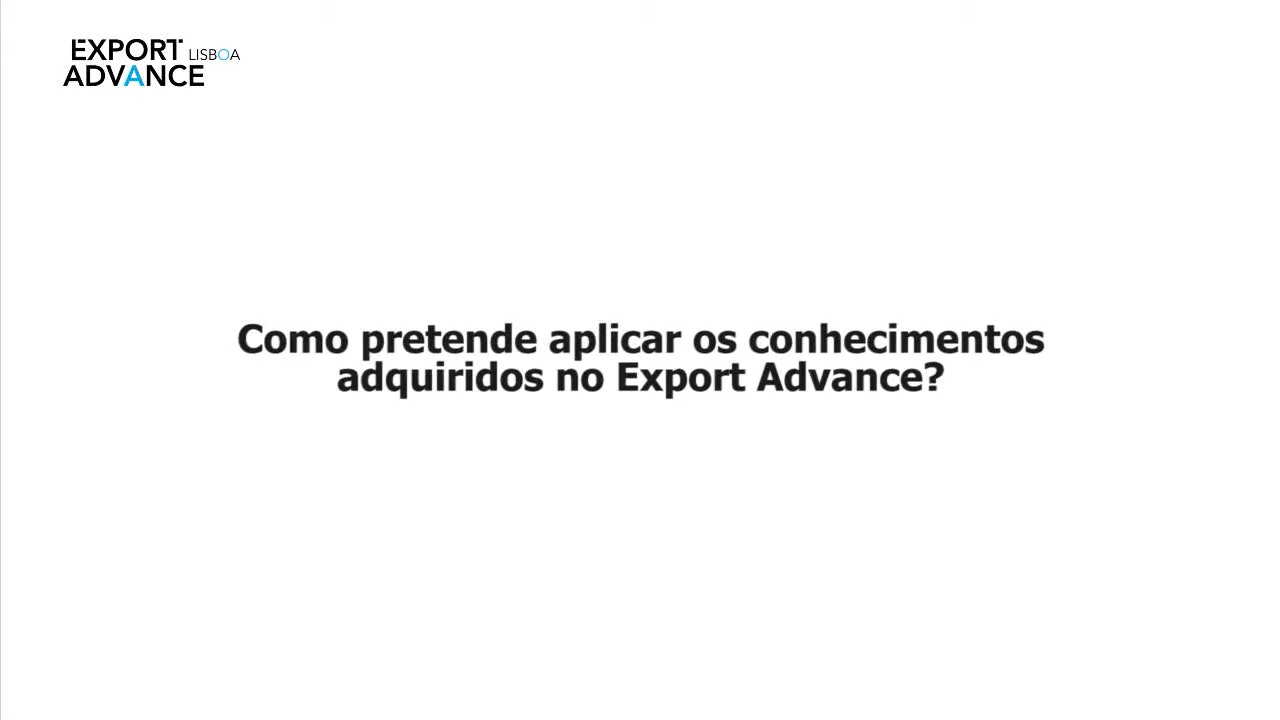 EXPORT LISBOA
ADVANCE
Como pretende aplicar os conhecimentos
adquiridos no Export Advance?